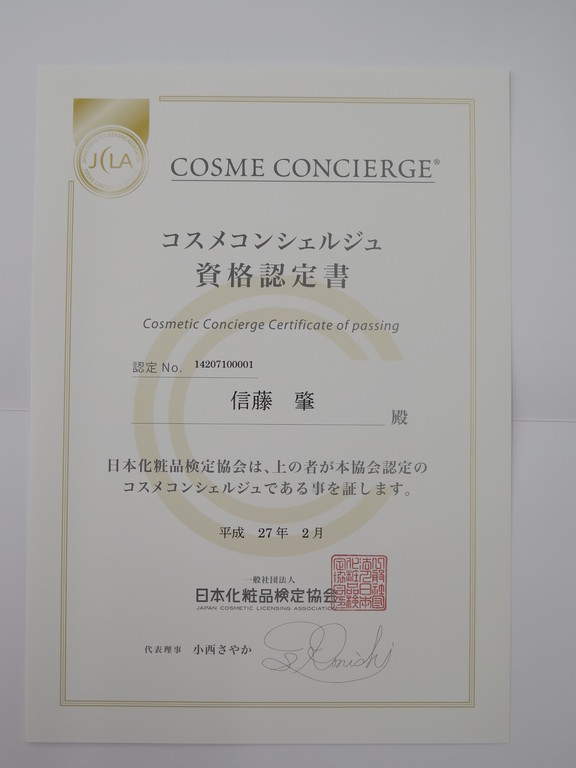 JCLA
COSME CONCIERGE®
コスメコンシェルジュ
資格認定書
Cosmetic Concierge Certificate of passing
認定 No. 14207100001
信藤 肇 殿
日本化粧品検定協会は、上の者が本協会認定の
コスメコンシェルジュである事を証します。
平成 27年 2月
一般社団法人
日本化粧品検定協会
JAPAN COSMETIC LICENSING ASSOCIATION
代表理事 小西さやか